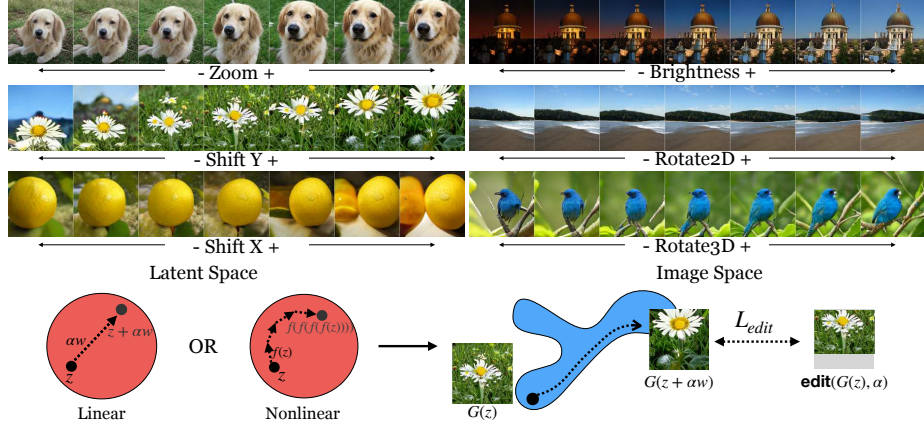 - Zoom +
- Brightness +
- Shift Y +
- Rotate2D +
- Shift X +
- Rotate3D +
Latent Space
Image Space
αw
z + αw
z
OR
f(f(f(f(z))))
f(z)
z
G(z)
G(z + αw)
L_edit
edit(G(z), α)
Linear
Nonlinear